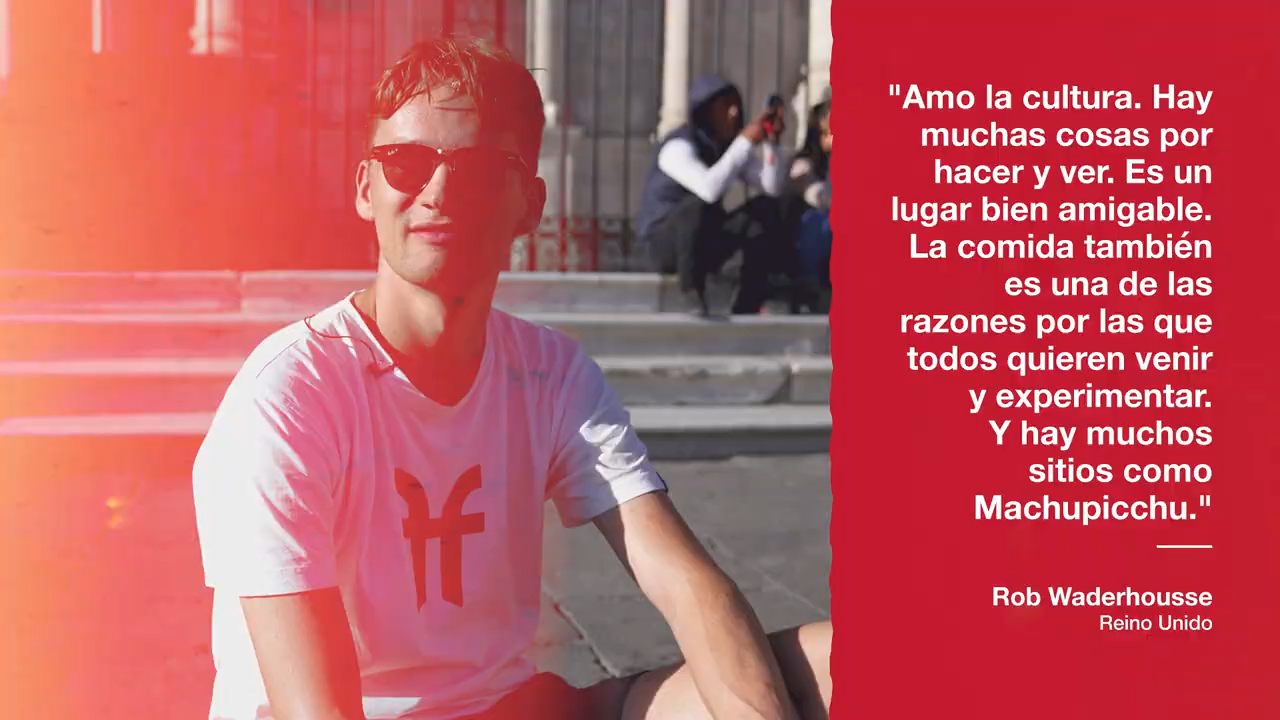 "Amo la cultura. Hay
muchas cosas por
hacer y ver. Es un
lugar bien amigable.
La comida también
es una de las
razones por las que
todos quieren venir
y experimentar.
Y hay muchos
sitios como
Machupicchu."
Rob Waderhousse
Reino Unido